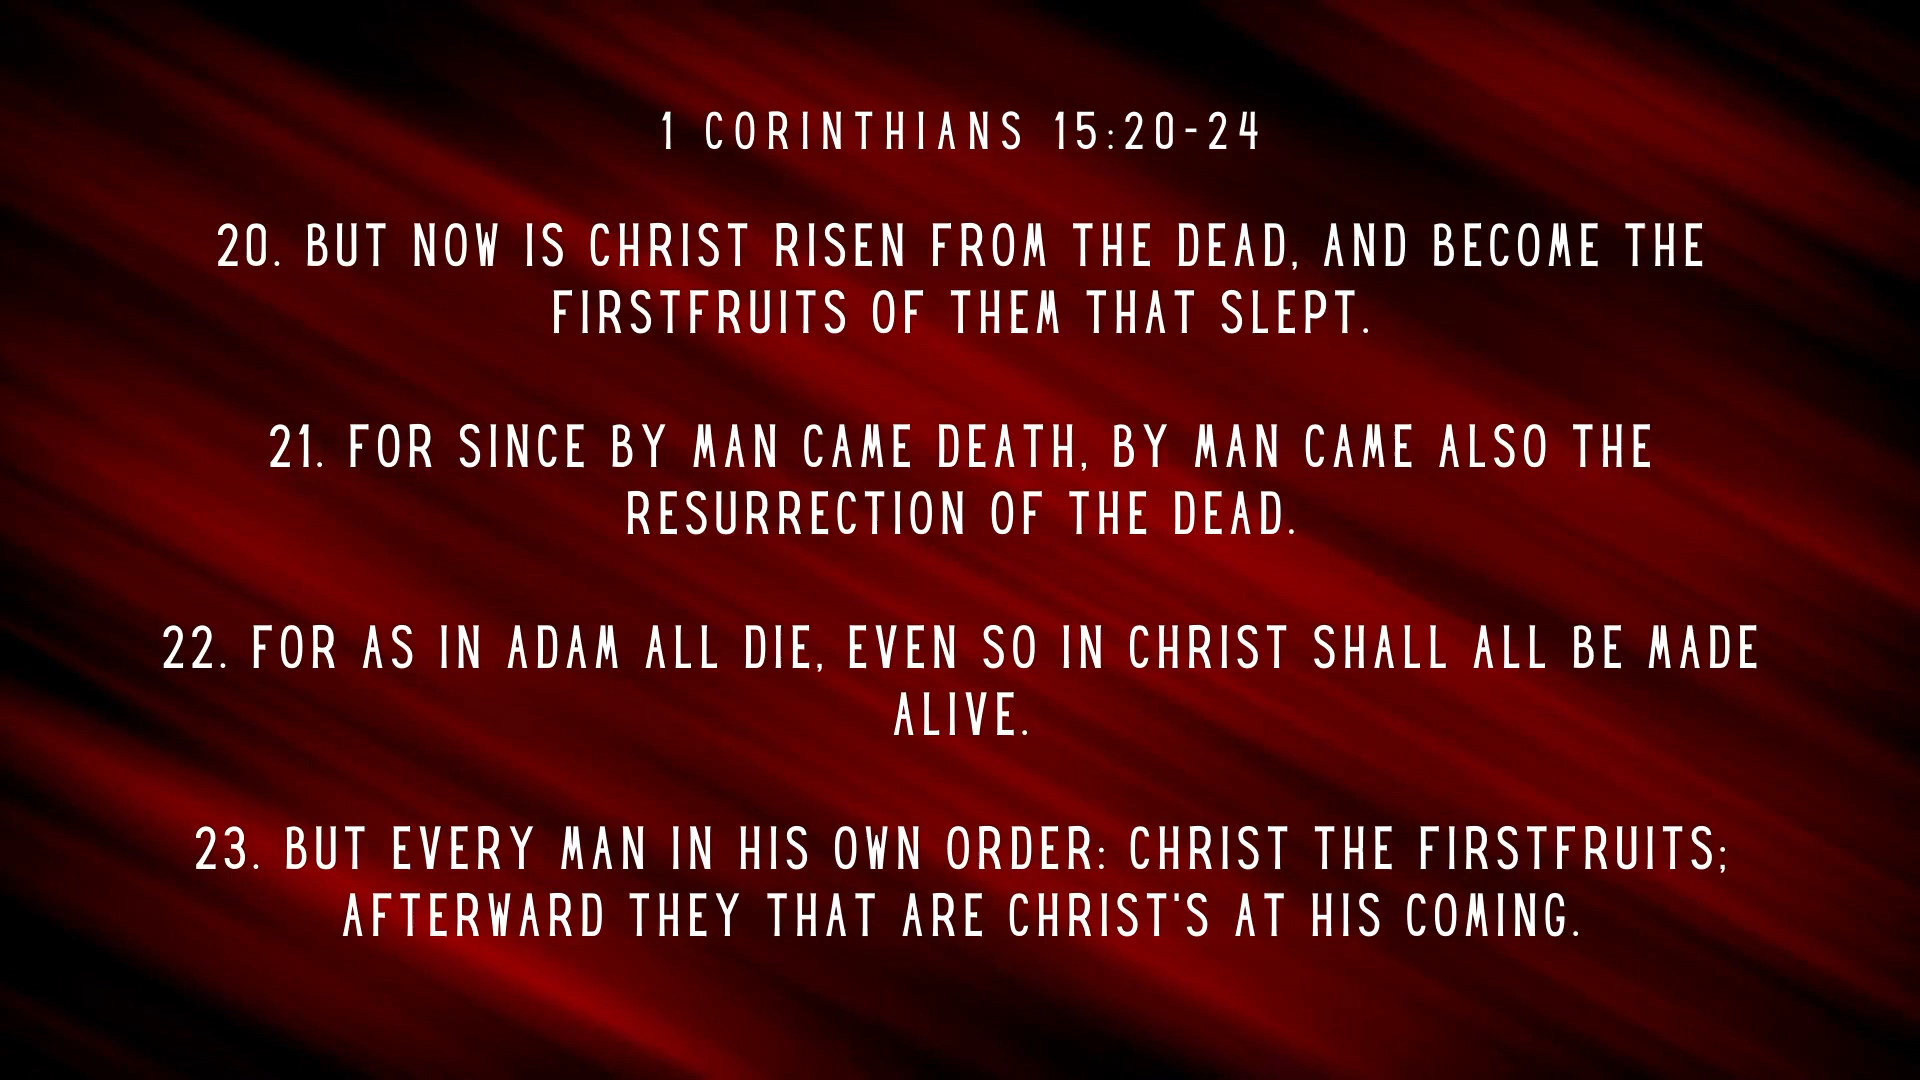 1 CORINTHIANS 15:20-24
20. BUT NOW IS CHRIST RISEN FROM THE DEAD, AND BECOME THE
FIRSTFRUITS OF THEM THAT SLEPT.
21. FOR SINCE BY MAN CAME DEATH, BY MAN CAME ALSO THE
RESURRECTION OF THE DEAD.
22. FOR AS IN ADAM ALL DIE, EVEN SO IN CHRIST SHALL ALL BE MADE
ALIVE.
23. BUT EVERY MAN IN HIS OWN ORDER: CHRIST THE FIRSTFRUITS;
AFTERWARD THEY THAT ARE CHRIST'S AT HIS COMING.